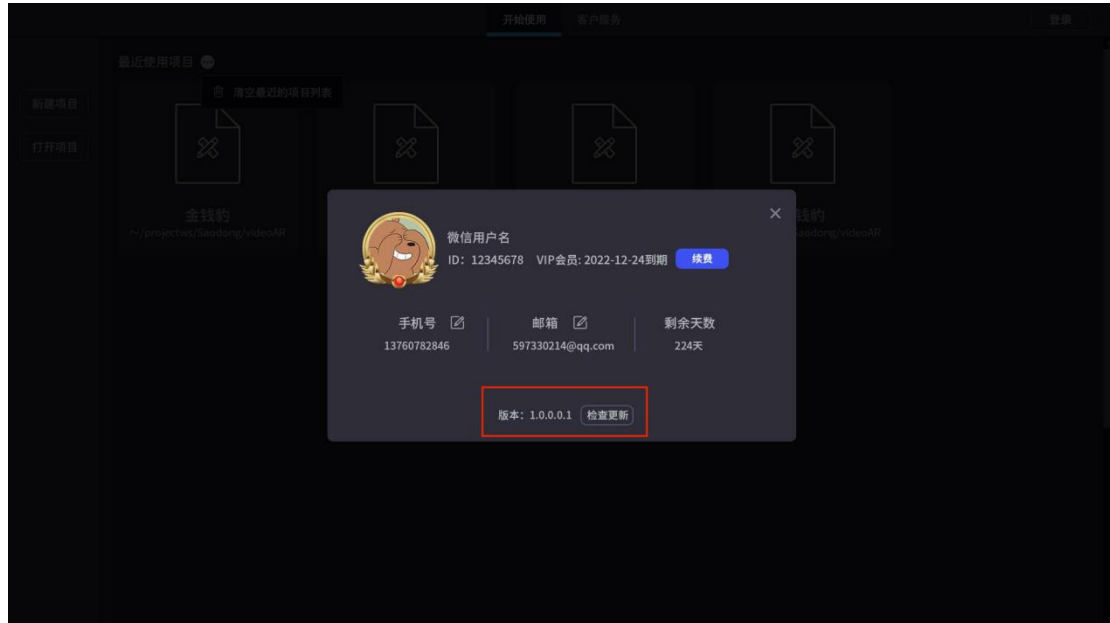 开始使用 客户服务 登录
最近使用项目
清空最近的项目列表
新建项目
打开项目
金钱豹
~/projectws/Saodong/videoAR
钱豹
aodong/videoAR
微信用户名
ID: 12345678 VIP会员: 2022-12-24到期 续费
手机号 邮箱 剩余天数
13760782846 597330214@qq.com 224天
版本: 1.0.0.0.1 检查更新